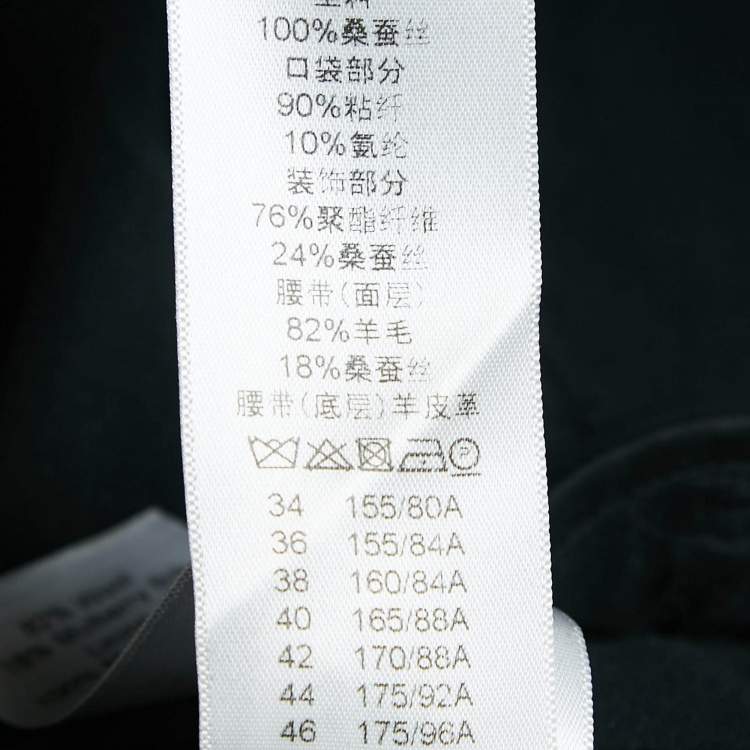 100%桑蚕丝
口袋部分
90%粘纤
10%氨纶
装饰部分
76%聚酯纤维
24%桑蚕丝
腰带(面层)
82%羊毛
18%桑蚕丝
腰带(底层)羊皮革
P
34 155/80A
36 155/84A
38 160/84A
40 165/88A
42 170/88A
44 175/92A
46 175/96A